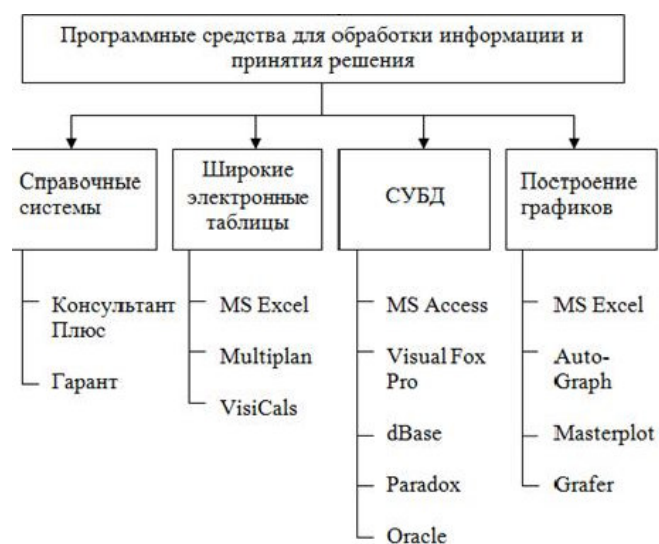 Программные средства для обработки информации и
принятия решения
Справочные
системы
Широкие
электронные
таблицы
СУБД
Построение
графиков
Консультант
Плюс
Гарант
MS Excel
Multiplan
VisiCals
MS Access
Visual Fox
Pro
dBase
Paradox
Oracle
MS Excel
Auto-
Graph
Masterplot
Grafer